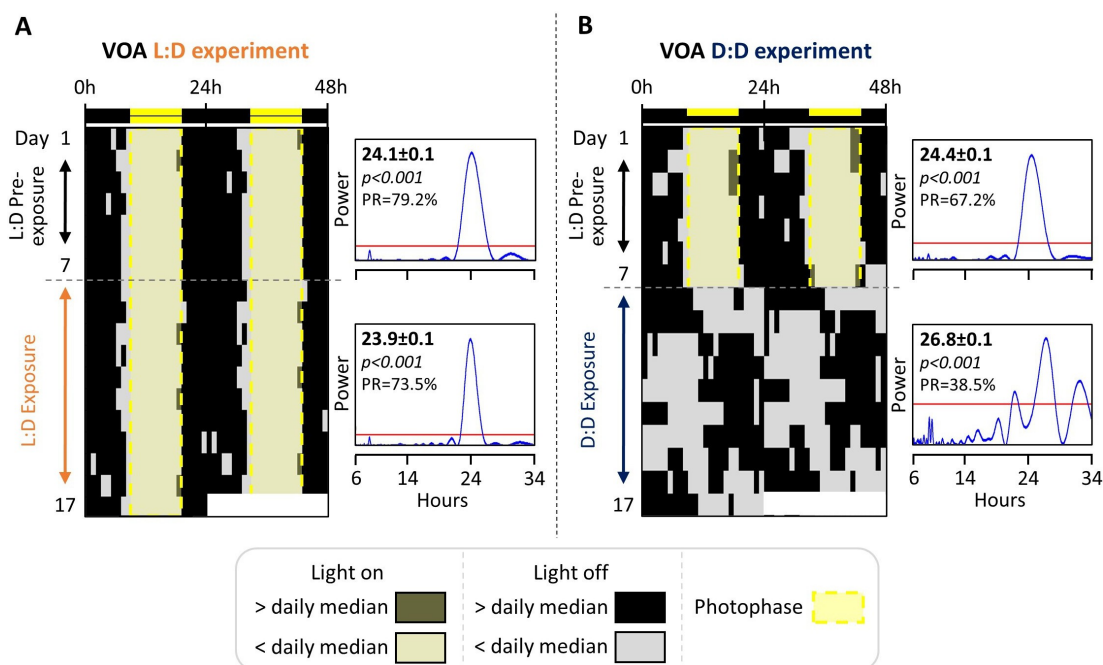 A
VOA L:D experiment
0h 24h 48h
Day 1
L:D Pre-
exposure
7
L:D Exposure
17
Power
24.1±0.1
p<0.001
PR=79.2%
Power
23.9±0.1
p<0.001
PR=73.5%
6 14 24 34
Hours
B
VOA D:D experiment
0h 24h 48h
Day 1
L:D Pre-
exposure
7
D:D Exposure
17
Power
24.4±0.1
p<0.001
PR=67.2%
Power
26.8±0.1
p<0.001
PR=38.5%
6 14 24 34
Hours
Light on
> daily median
< daily median
Light off
> daily median
< daily median
Photophase